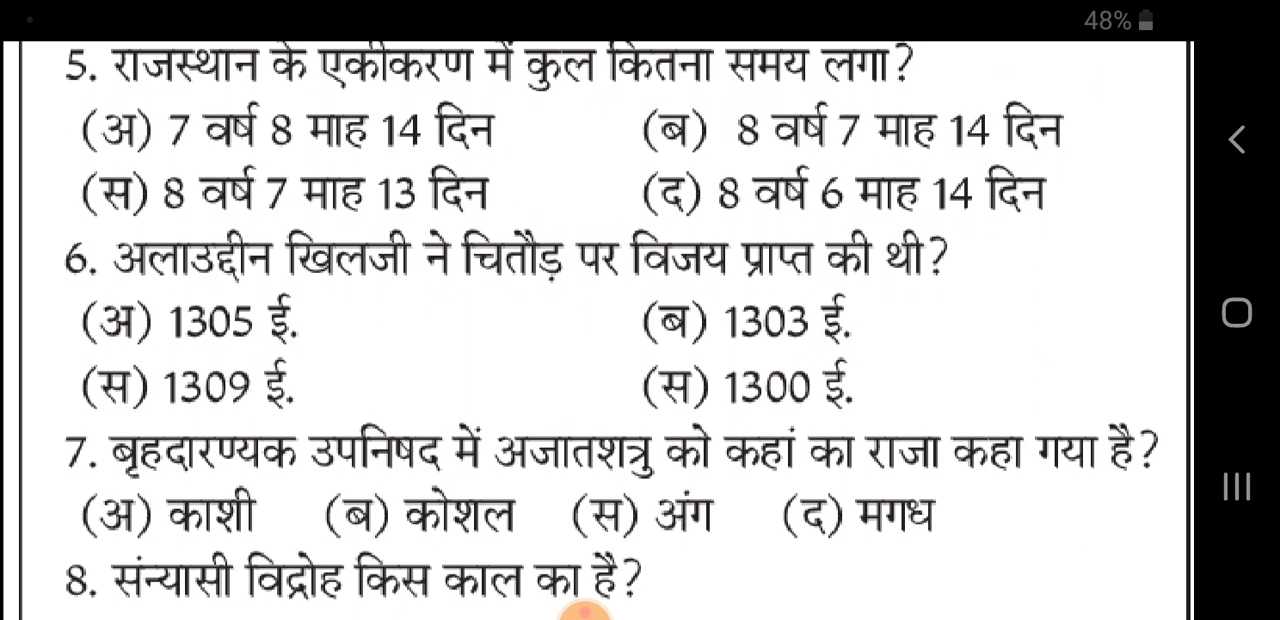 48%
5. राजस्थान के एकीकरण में कुल कितना समय लगा?
(अ) 7 वर्ष 8 माह 14 दिन (ब) 8 वर्ष 7 माह 14 दिन
(स) 8 वर्ष 7 माह 13 दिन (द) 8 वर्ष 6 माह 14 दिन
6. अलाउद्दीन खिलजी ने चितौड़ पर विजय प्राप्त की थी?
(अ) 1305 ई. (ब) 1303 ई.
(स) 1309 ई. (स) 1300 ई.
7. बृहदारण्यक उपनिषद में अजातशत्रु को कहां का राजा कहा गया है?
(अ) काशी (ब) कोशल (स) अंग (द) मगध
8. संन्यासी विद्रोह किस काल का है?